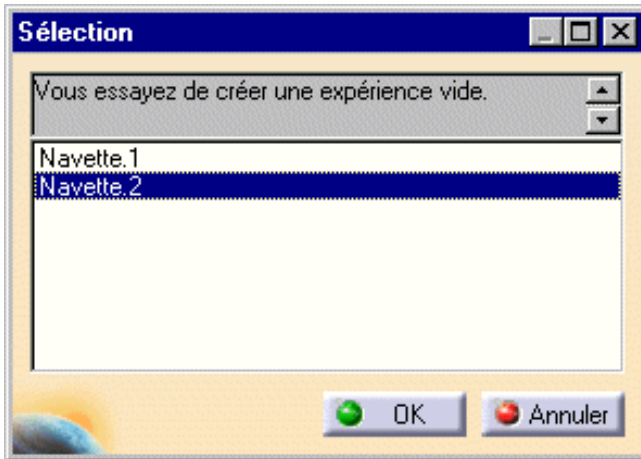 Sélection
Vous essayez de créer une expérience vide.
Navette.1
Navette.2
OK
Annuler